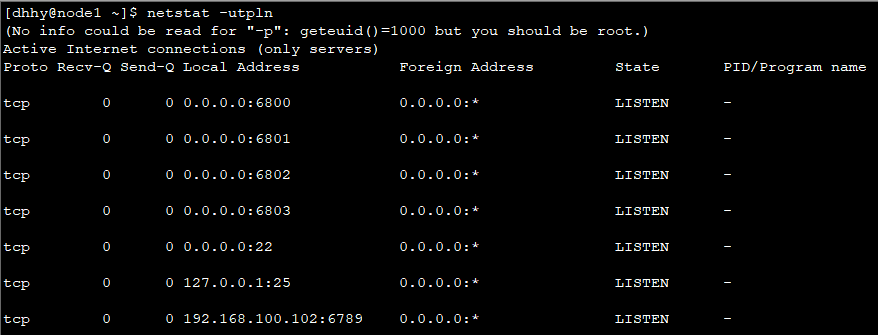 [dhhy@node1 ~]$ netstat -utpln
(No info could be read for "-p": geteuid()=1000 but you should be root.)
Active Internet connections (only servers)
Proto Recv-Q Send-Q Local Address           Foreign Address         State       PID/Program name
tcp        0      0 0.0.0.0:6800            0.0.0.0:*               LISTEN      -
tcp        0      0 0.0.0.0:6801            0.0.0.0:*               LISTEN      -
tcp        0      0 0.0.0.0:6802            0.0.0.0:*               LISTEN      -
tcp        0      0 0.0.0.0:6803            0.0.0.0:*               LISTEN      -
tcp        0      0 0.0.0.0:22              0.0.0.0:*               LISTEN      -
tcp        0      0 127.0.0.1:25            0.0.0.0:*               LISTEN      -
tcp        0      0 192.168.100.102:6789    0.0.0.0:*               LISTEN      -